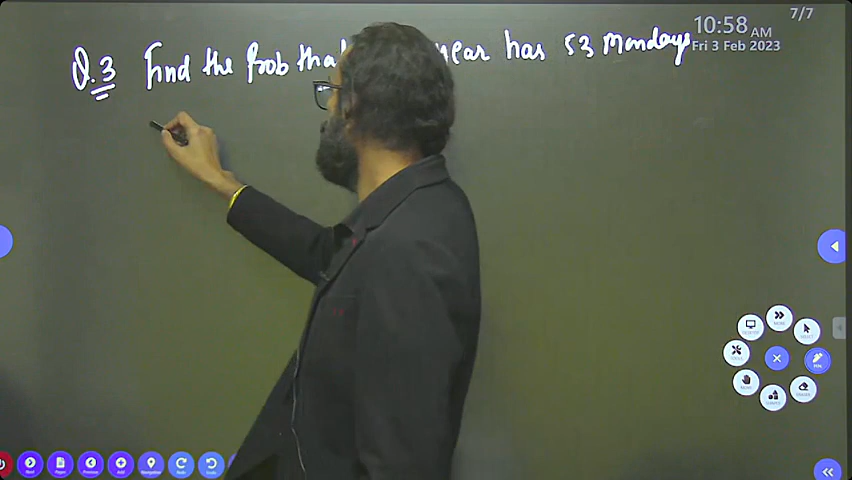 7/7
10:58 AM
Fri 3 Feb 2023
Q.3 Find the Prob that year has 53 Mondays